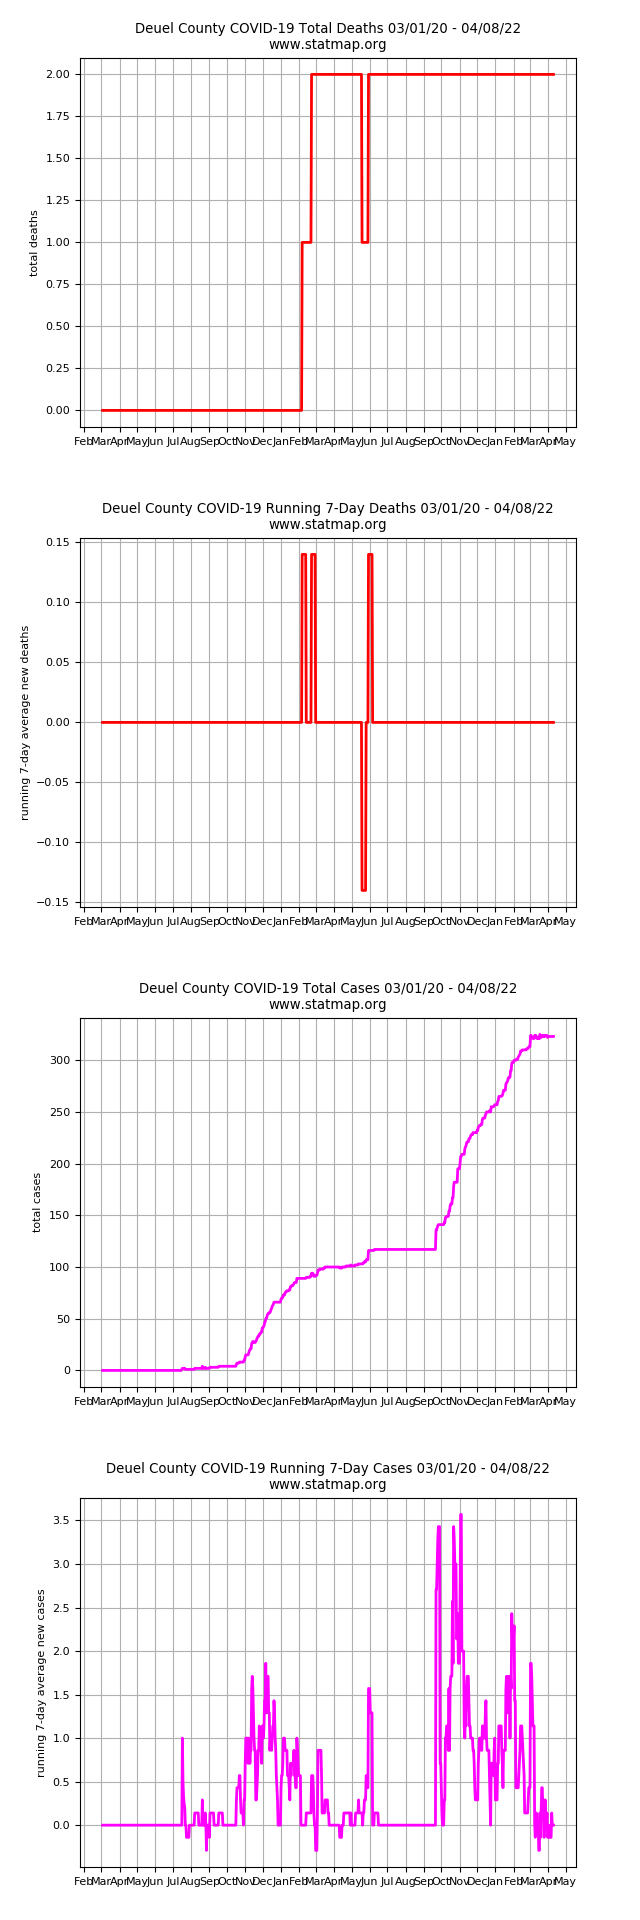 Deuel County COVID-19 Total Deaths 03/01/20 - 04/08/22
www.statmap.org
2.00
1.75
1.50
1.25
1.00
0.75
0.50
0.25
0.00
total deaths
Feb Mar Apr May Jun Jul Aug Sep Oct Nov Dec Jan Feb Mar Apr May Jun Jul Aug Sep Oct Nov Dec Jan Feb Mar Apr May
Deuel County COVID-19 Running 7-Day Deaths 03/01/20 - 04/08/22
www.statmap.org
0.15
0.10
0.05
0.00
−0.05
−0.10
−0.15
running 7-day average new deaths
Feb Mar Apr May Jun Jul Aug Sep Oct Nov Dec Jan Feb Mar Apr May Jun Jul Aug Sep Oct Nov Dec Jan Feb Mar Apr May
Deuel County COVID-19 Total Cases 03/01/20 - 04/08/22
www.statmap.org
300
250
200
150
100
50
0
total cases
Feb Mar Apr May Jun Jul Aug Sep Oct Nov Dec Jan Feb Mar Apr May Jun Jul Aug Sep Oct Nov Dec Jan Feb Mar Apr May
Deuel County COVID-19 Running 7-Day Cases 03/01/20 - 04/08/22
www.statmap.org
3.5
3.0
2.5
2.0
1.5
1.0
0.5
0.0
running 7-day average new cases
Feb Mar Apr May Jun Jul Aug Sep Oct Nov Dec Jan Feb Mar Apr May Jun Jul Aug Sep Oct Nov Dec Jan Feb Mar Apr May